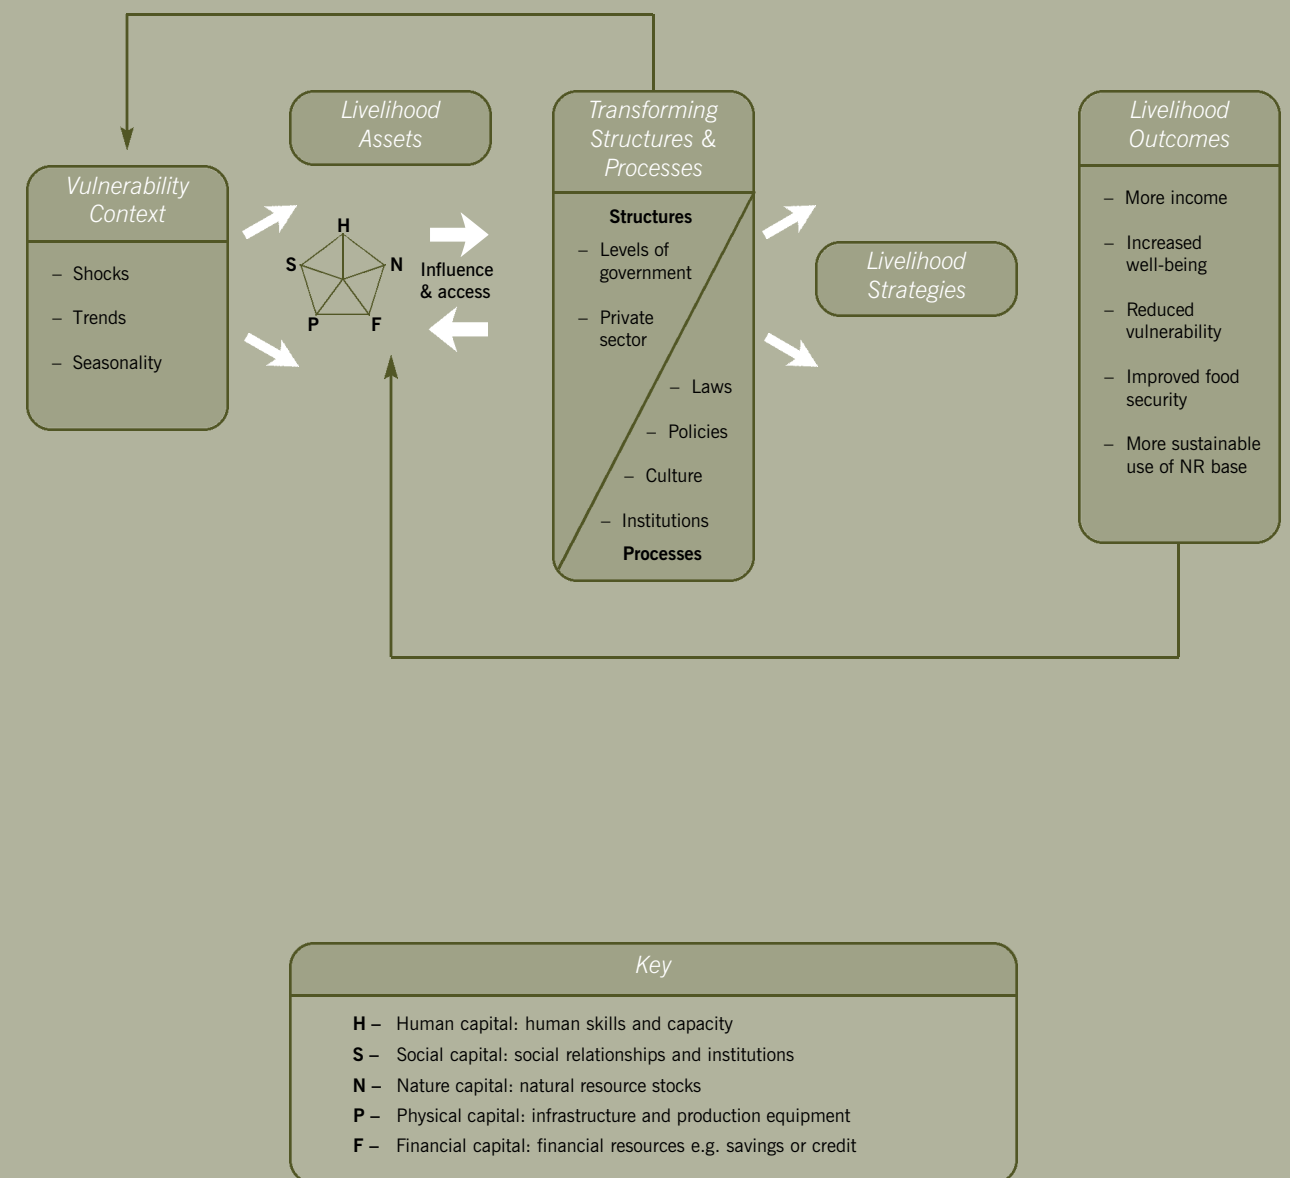 Livelihood
Assets
Transforming
Structures &
Processes
Livelihood
Outcomes
Vulnerability
Context
– Shocks
– Trends
– Seasonality
H
S
N
P
F
Influence
& access
Structures
– Levels of
government
– Private
sector
– Laws
– Policies
– Culture
– Institutions
Processes
Livelihood
Strategies
– More income
– Increased
well-being
– Reduced
vulnerability
– Improved food
security
– More sustainable
use of NR base
Key
H – Human capital: human skills and capacity
S – Social capital: social relationships and institutions
N – Nature capital: natural resource stocks
P – Physical capital: infrastructure and production equipment
F – Financial capital: financial resources e.g. savings or credit